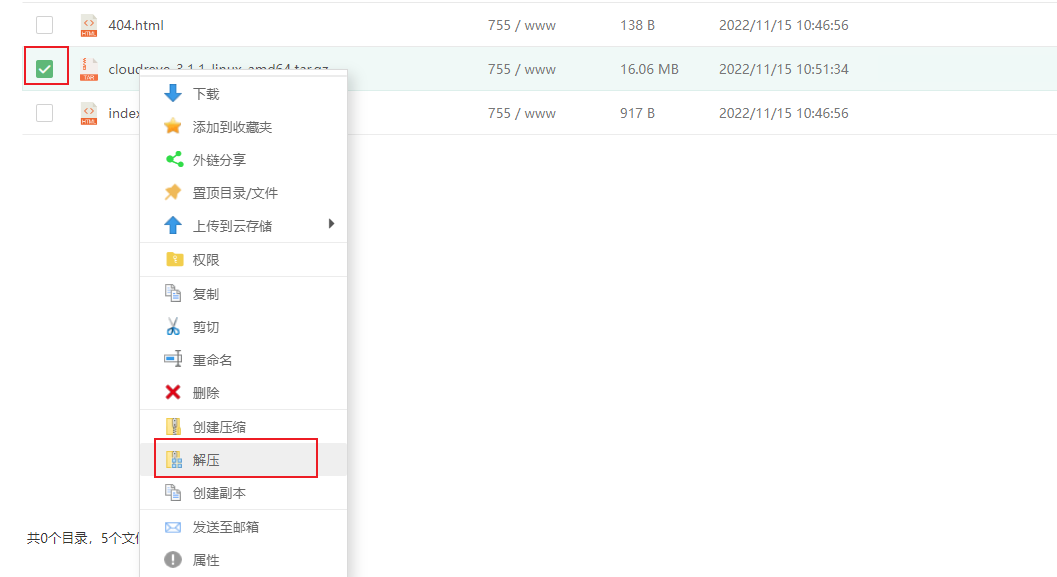 404.html 755 / www 138 B 2022/11/15 10:46:56
cloudreve_3.1.1_linux_amd64.tar.gz 755 / www 16.06 MB 2022/11/15 10:51:34
index 755 / www 917 B 2022/11/15 10:46:56
下载
添加到收藏夹
外链分享
置顶目录/文件
上传到云存储
权限
复制
剪切
重命名
删除
创建压缩
解压
创建副本
共0个目录，5个文件
发送至邮箱
属性